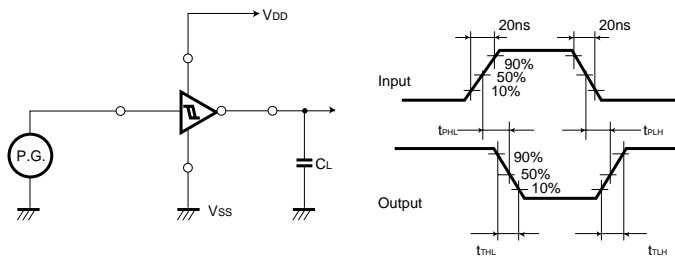 VDD
P.G.
CL
VSS
20ns
20ns
Input
90%
50%
10%
tPHL
tPLH
90%
50%
10%
Output
tTHL
tTLH